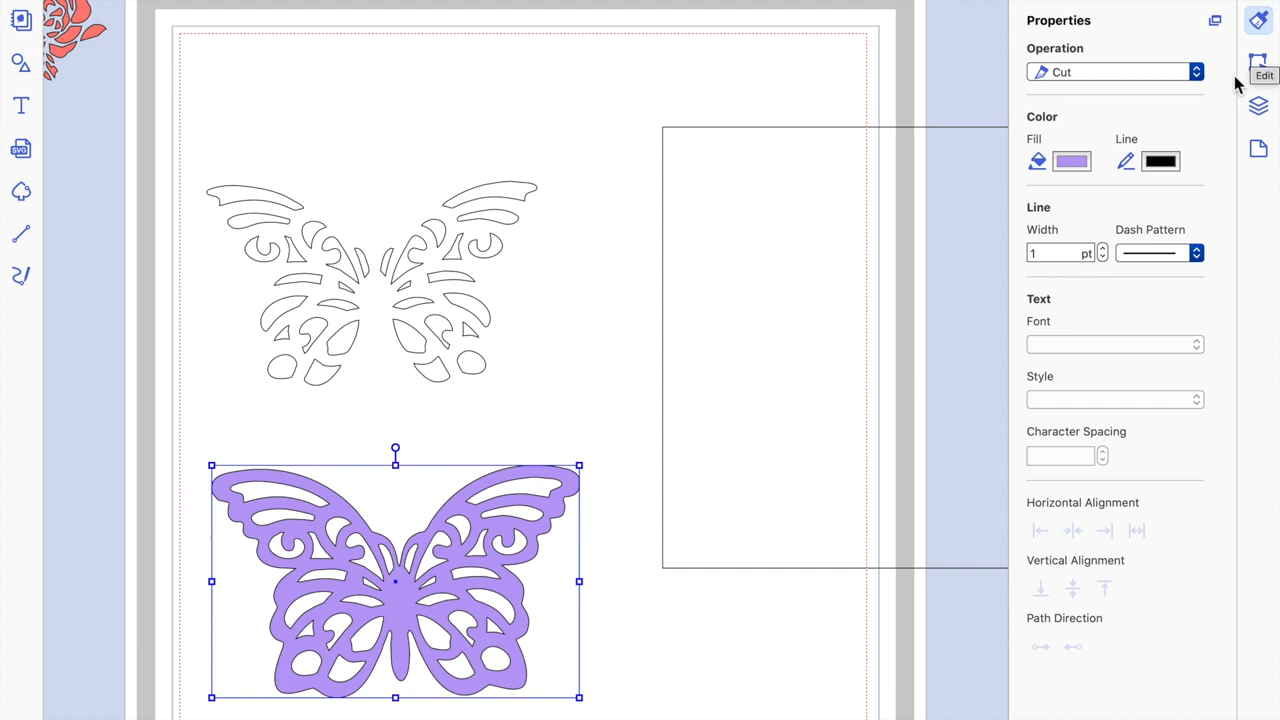 Properties
Operation
Cut
Color
Fill
Line
Line
Width
Dash Pattern
1 pt
Text
Font
Style
Character Spacing
Horizontal Alignment
Vertical Alignment
Path Direction
Edit
T
SVG